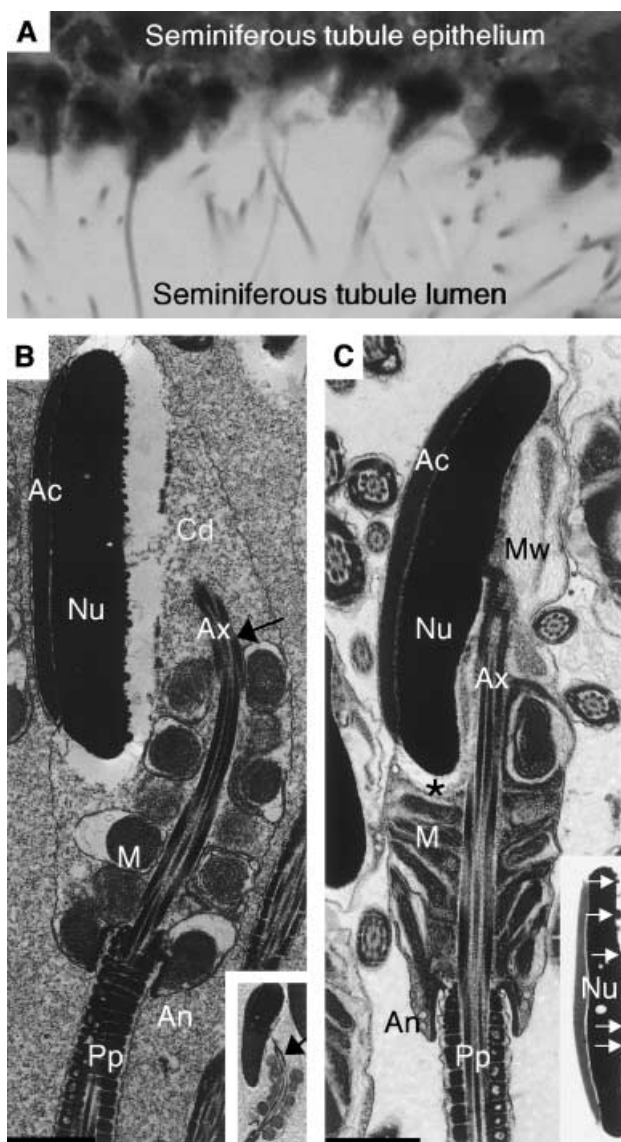 A
Seminiferous tubule epithelium
Seminiferous tubule lumen
B
Ac
Nu
Cd
Ax
M
An
Pp
C
Ac
Mw
Nu
Ax
*
M
An
Pp
Nu